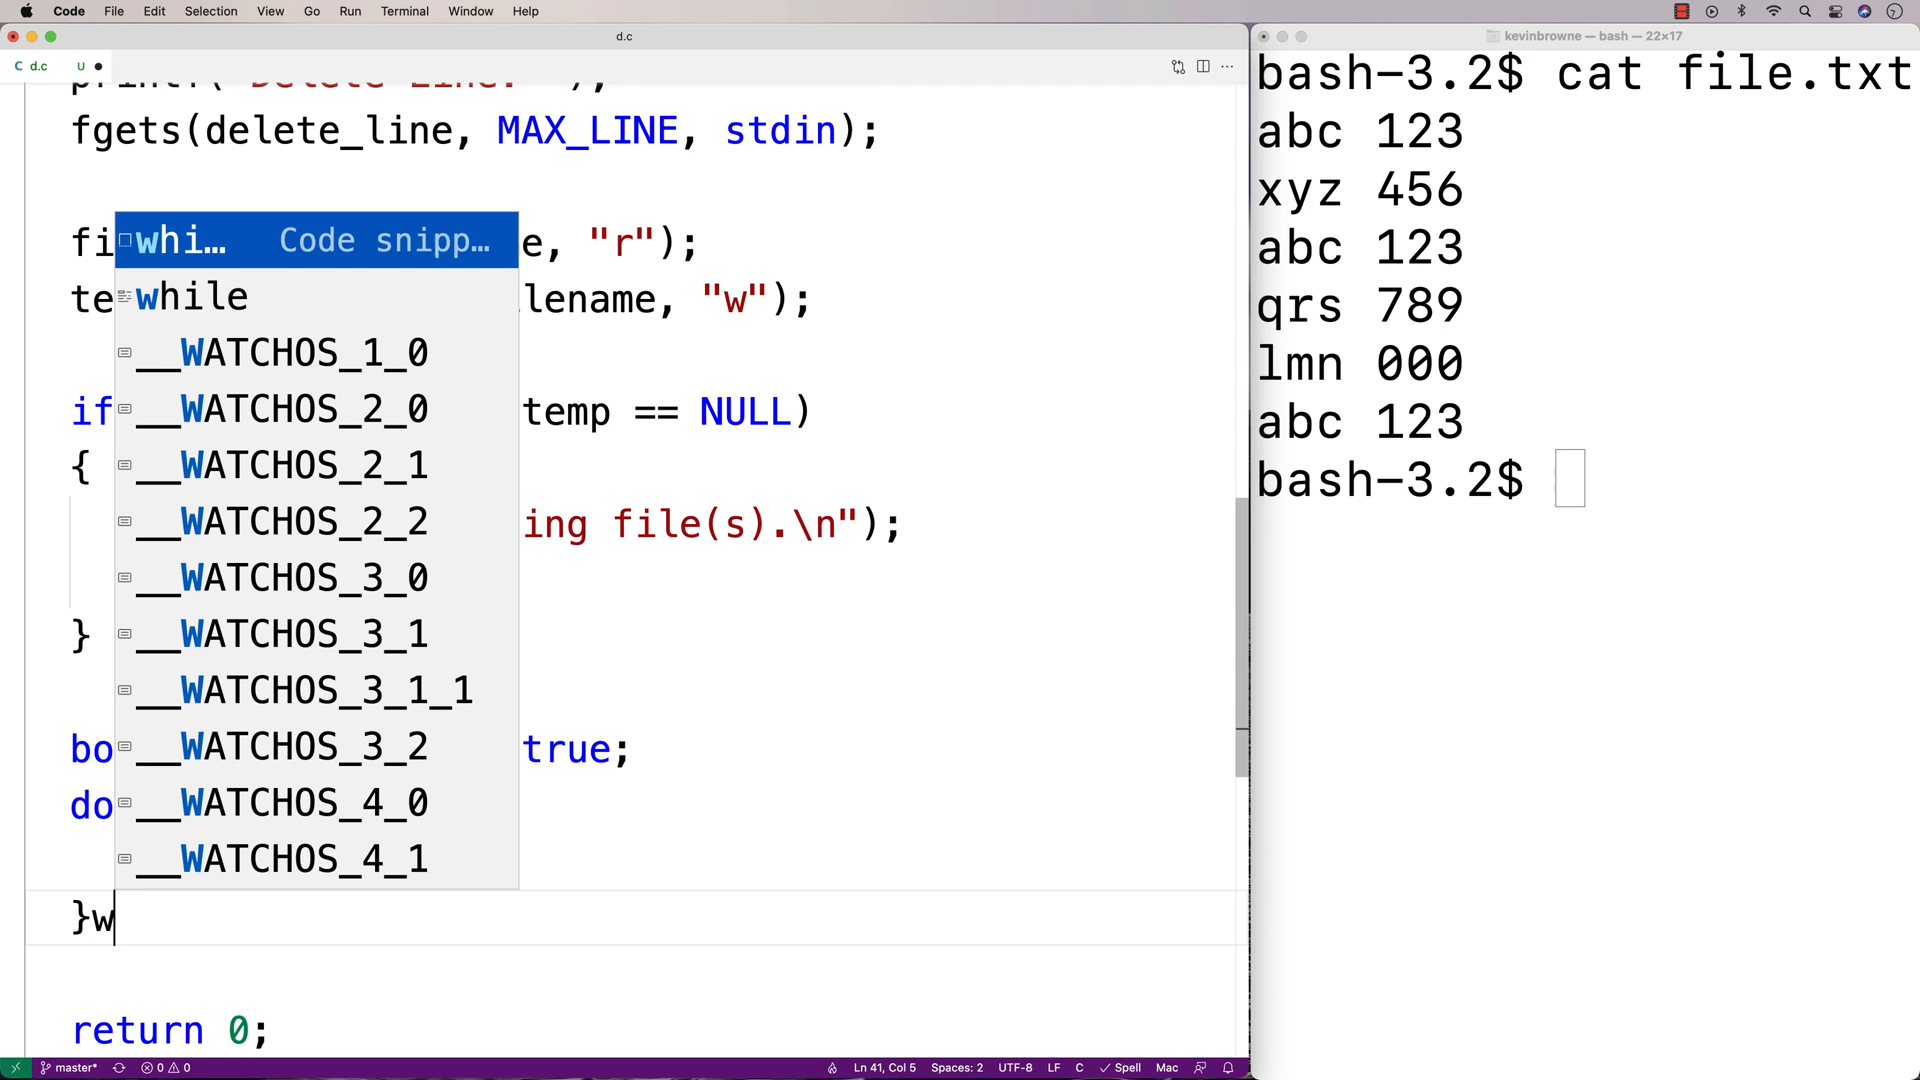 Code File Edit Selection View Go Run Terminal Window Help
d.c
C d.c U
fgets(delete_line, MAX_LINE, stdin);
fi e, "r");
te lename, "w");
if temp == NULL)
{
ing file(s).\n");
}
bo true;
do
}w
return 0;
whi… Code snipp…
while
__WATCHOS_1_0
__WATCHOS_2_0
__WATCHOS_2_1
__WATCHOS_2_2
__WATCHOS_3_0
__WATCHOS_3_1
__WATCHOS_3_1_1
__WATCHOS_3_2
__WATCHOS_4_0
__WATCHOS_4_1
master* 0 0 Ln 41, Col 5 Spaces: 2 UTF-8 LF C Spell Mac
kevinbrowne — bash — 22×17
bash-3.2$ cat file.txt
abc 123
xyz 456
abc 123
qrs 789
lmn 000
abc 123
bash-3.2$